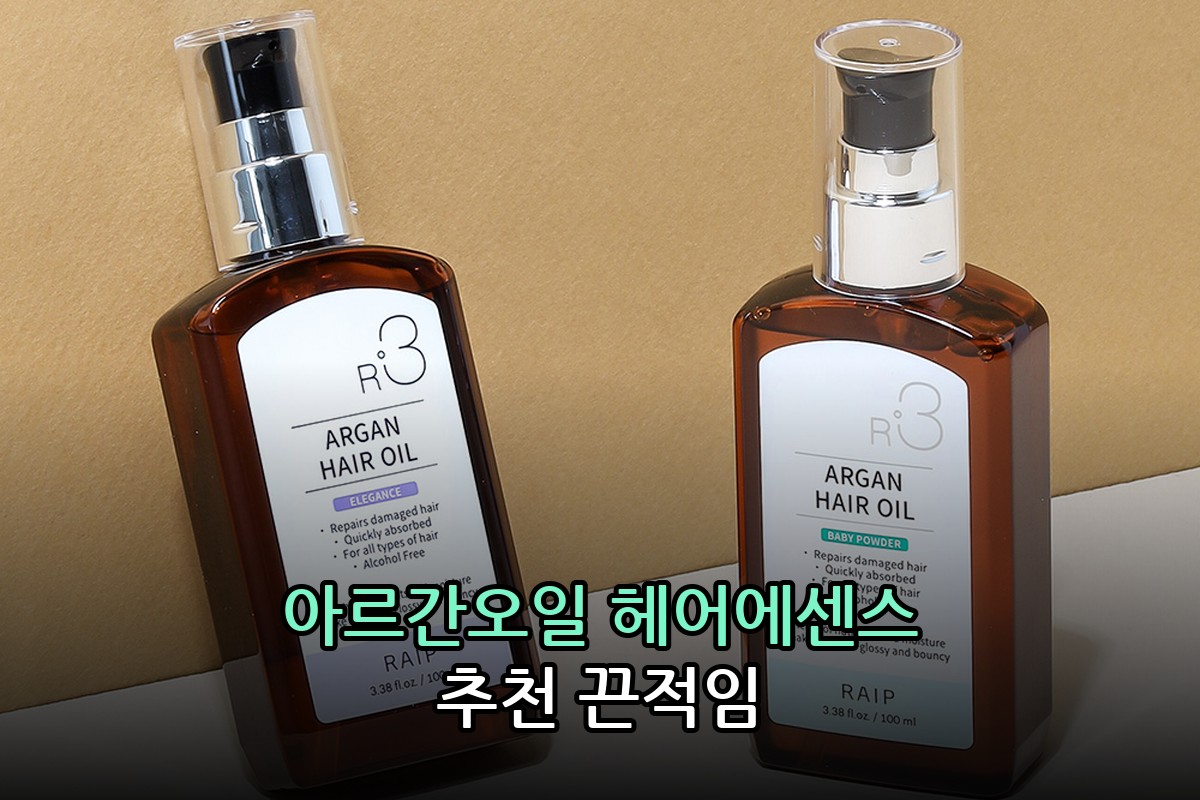 R3
ARGAN
HAIR OIL
ELEGANCE
• Repairs damaged hair
• Quickly absorbed
• For all types of hair
• Alcohol Free
moisture
RAIP
3.38 fl.oz. / 100
R3
ARGAN
HAIR OIL
BABY POWDER
• Repairs damaged hair
• Quickly absorbed
hair
moisture
glossy and bouncy
RAIP
3.38 fl.oz. / 100 ml
아르간오일 헤어에센스
추천 끈적임